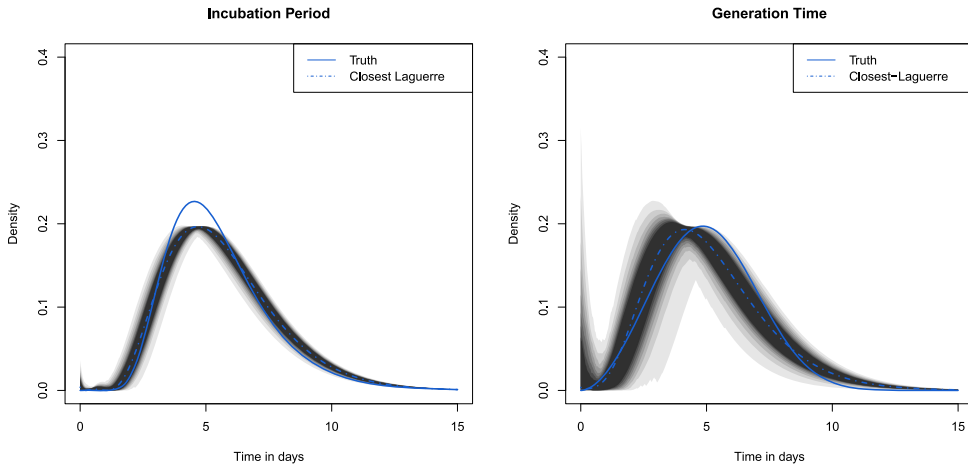 Incubation Period
Density
0.0 0.1 0.2 0.3 0.4
Truth
Closest Laguerre
0 5 10 15
Time in days
Generation Time
Density
0.0 0.1 0.2 0.3 0.4
Truth
Closest−Laguerre
0 5 10 15
Time in days